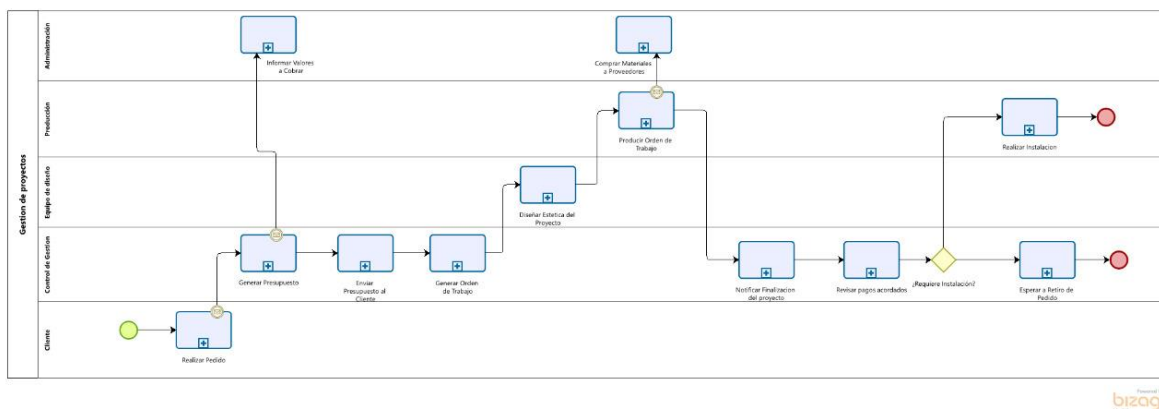 Gestion de proyectos
Administración
Informar Valores
a Cobrar
Comprar Materiales
a Proveedores
Producción
Producir Orden de
Trabajo
Realizar Instalacion
Equipo de diseño
Diseñar Estetica del
Proyecto
Control de Gestion
Generar Presupuesto
Enviar
Presupuesto al
Cliente
Generar Orden
de Trabajo
Notificar Finalizacion
del proyecto
Revisar pagos acordados
¿Requiere Instalación?
Esperar a Retiro de
Pedido
Cliente
Realizar Pedido
Powered
bizag